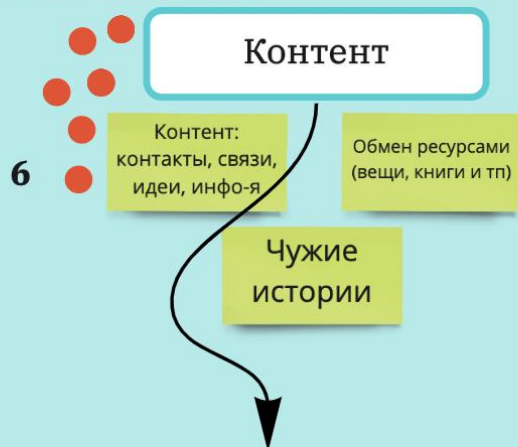 Контент
Контент:
контакты, связи,
идеи, инфо-я
Обмен ресурсами
(вещи, книги и тп)
6
Чужие
истории